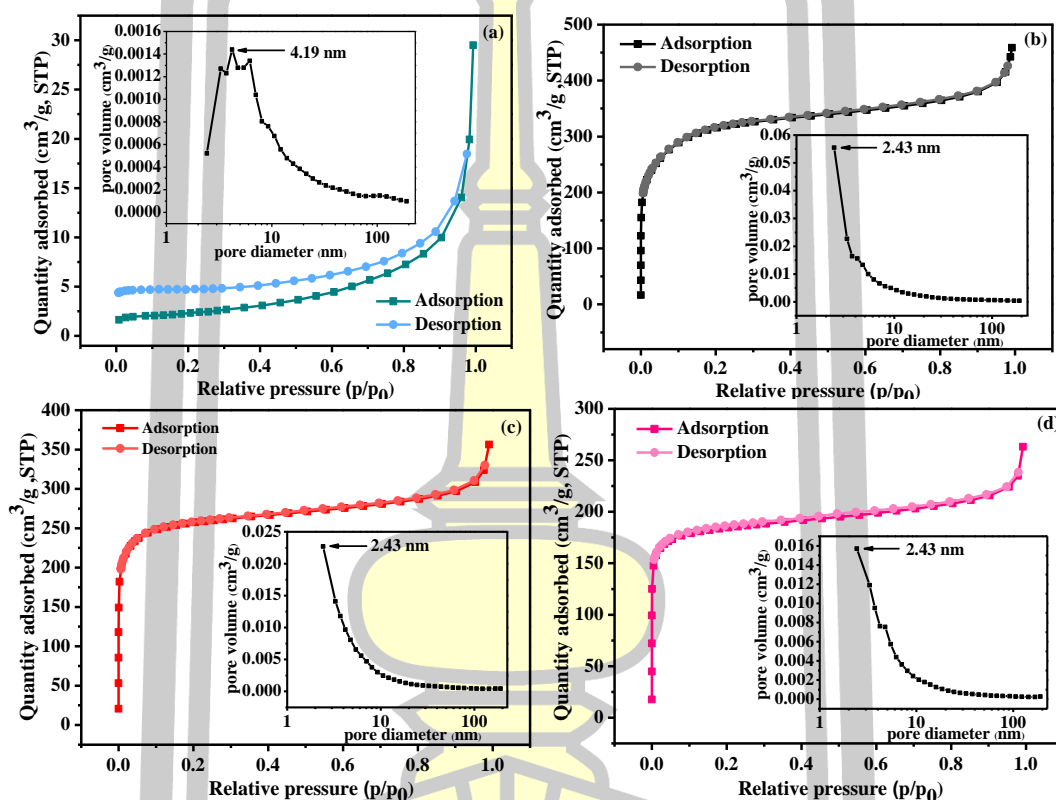 (a)
30
25
20
15
10
5
0
Quantity adsorbed (cm3/g, STP)
0.0 0.2 0.4 0.6 0.8 1.0
Relative pressure (p/p0)
Adsorption
Desorption
0.0016
0.0014
0.0012
0.0010
0.0008
0.0006
0.0004
0.0002
0.0000
pore volume (cm3/g)
4.19 nm
1 10 100
pore diameter (nm)
(b)
500
400
300
200
100
0
Quantity adsorbed (cm3/g ,STP)
Adsorption
Desorption
0.0 0.2 0.4 0.6 0.8 1.0
Relative pressure (p/p0)
0.06
0.05
0.04
0.03
0.02
0.01
0.00
pore volume (cm3/g)
2.43 nm
1 10 100
pore diameter (nm)
(c)
400
350
300
250
200
150
100
50
0
Quantity adsorbed (cm3/g ,STP)
Adsorption
Desorption
0.0 0.2 0.4 0.6 0.8 1.0
Relative pressure (p/p0)
0.025
0.020
0.015
0.010
0.005
0.000
pore volume (cm3/g)
2.43 nm
1 10 100
pore diameter (nm)
(d)
300
250
200
150
100
50
0
Quantity adsorbed (cm3/g, STP)
Adsorption
Desorption
0.0 0.2 0.4 0.6 0.8 1.0
Relative pressure (p/p0)
0.016
0.014
0.012
0.010
0.008
0.006
0.004
0.002
0.000
pore volume (cm3/g)
2.43 nm
1 10 100
pore diameter (nm)